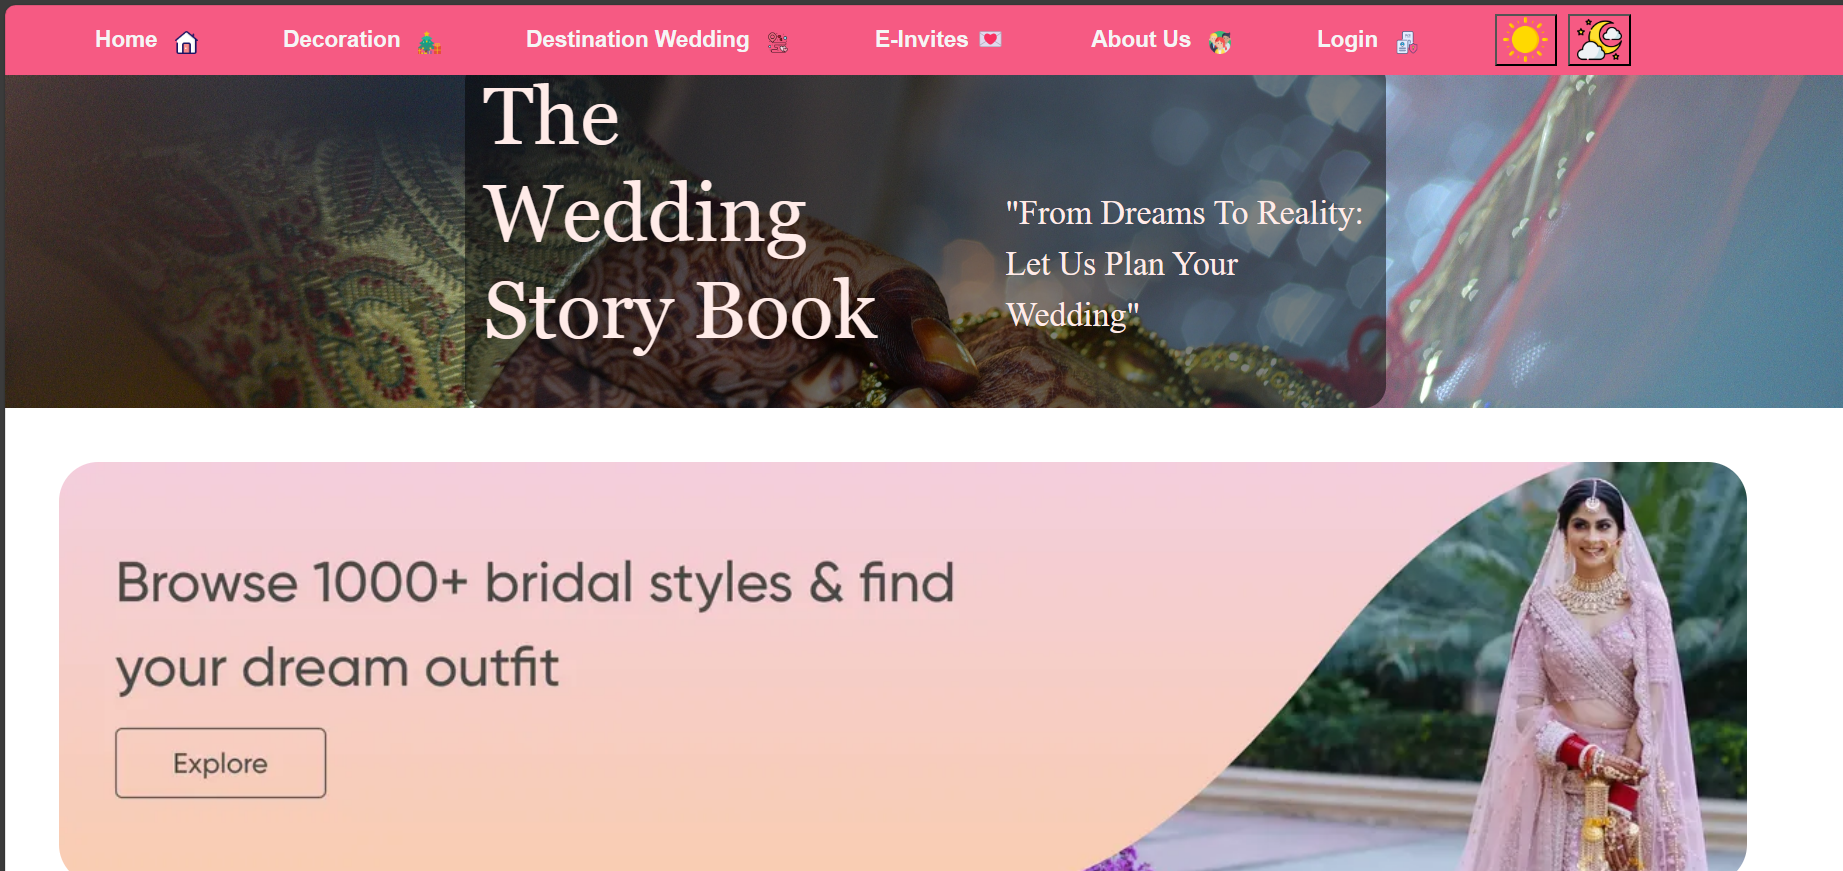 Home Decoration Destination Wedding E-Invites About Us Login
The
Wedding
Story Book
"From Dreams To Reality:
Let Us Plan Your
Wedding"
Browse 1000+ bridal styles & find
your dream outfit
Explore